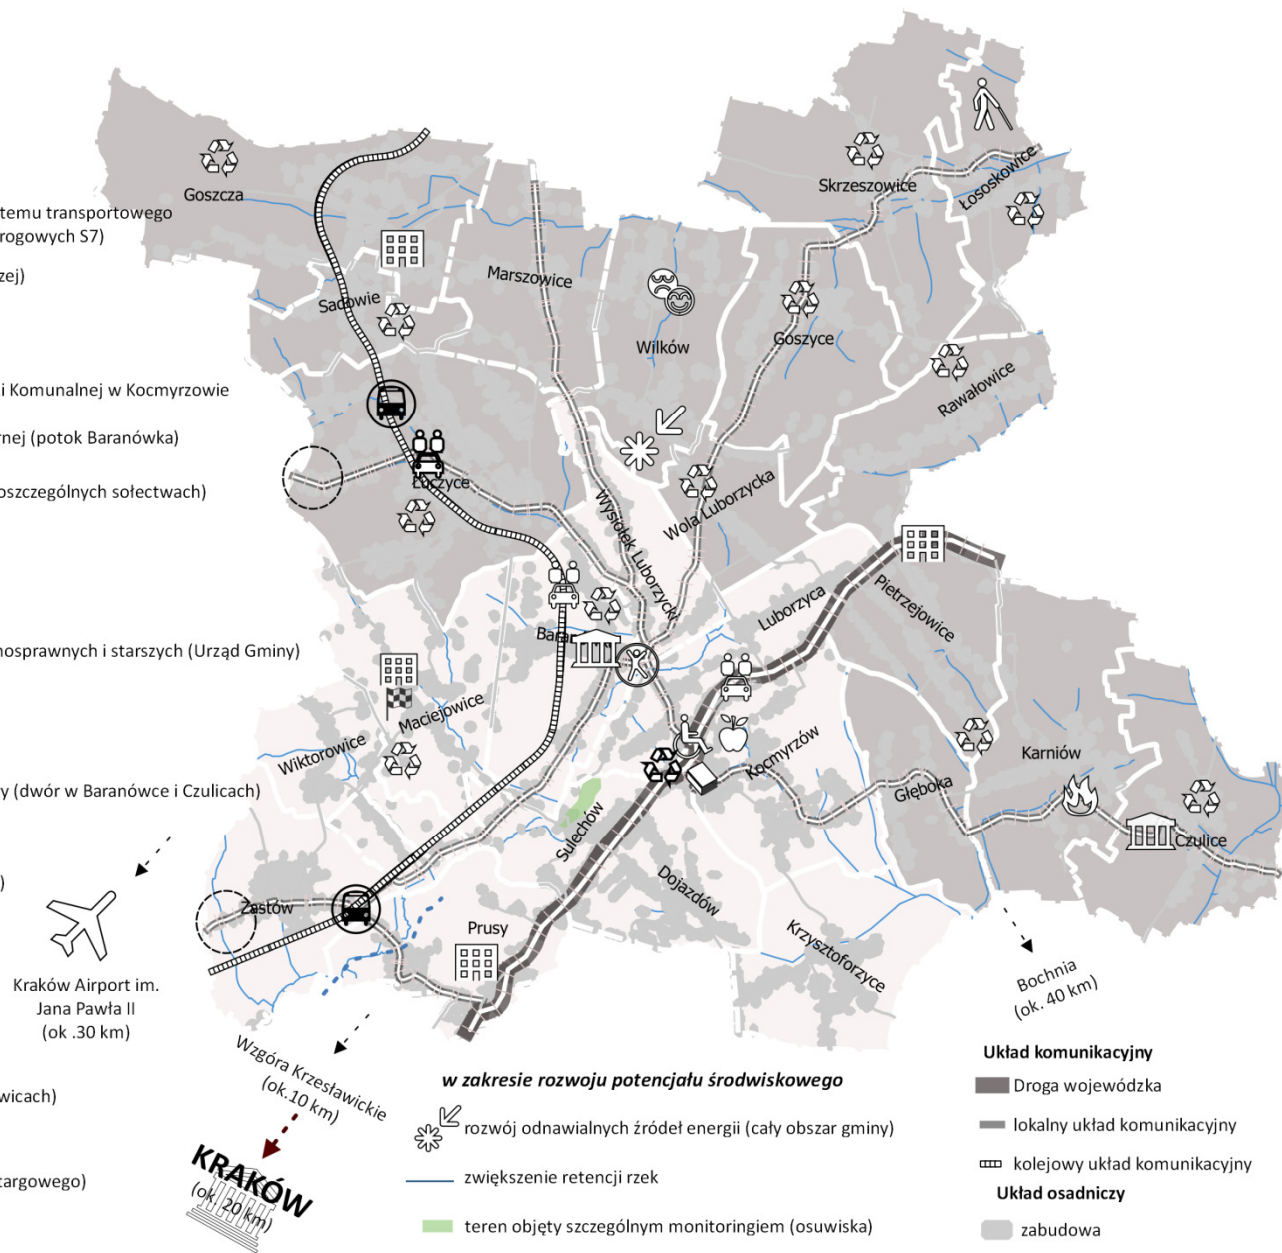 Goszcza
Skrzeszowice
Łososkowice
temu transportowego
rogowych S7)
zej)
Sadowie
Marszowice
Wilków
Goszyce
Rawałowice
i Komunalnej w Kocmyrzowie
rnej (potok Baranówka)
oszczególnych sołectwach)
Łuczyce
Wysiołek Luborzycki
Wola Luborzycka
Luborzyca
Pietrzejowice
nosprawnych i starszych (Urząd Gminy)
Baran
Maciejowice
Wiktorowice
Kocmyrzów
Karniów
Głęboka
y (dwór w Baranówce i Czulicach)
Sulechów
Czulice
)
Dojazdów
Zastów
Prusy
Krzysztoforzyce
Kraków Airport im.
Jana Pawła II
(ok .30 km)
Bochnia
(ok. 40 km)
Wzgóra Krzesławickie
(ok.10 km)
wicach)
KRAKÓW
(ok. 20 km)
targowego)
w zakresie rozwoju potencjału środwiskowego
rozwój odnawialnych źródeł energii (cały obszar gminy)
zwiększenie retencji rzek
teren objęty szczególnym monitoringiem (osuwiska)
Układ komunikacyjny
Droga wojewódzka
lokalny układ komunikacyjny
kolejowy układ komunikacyjny
Układ osadniczy
zabudowa